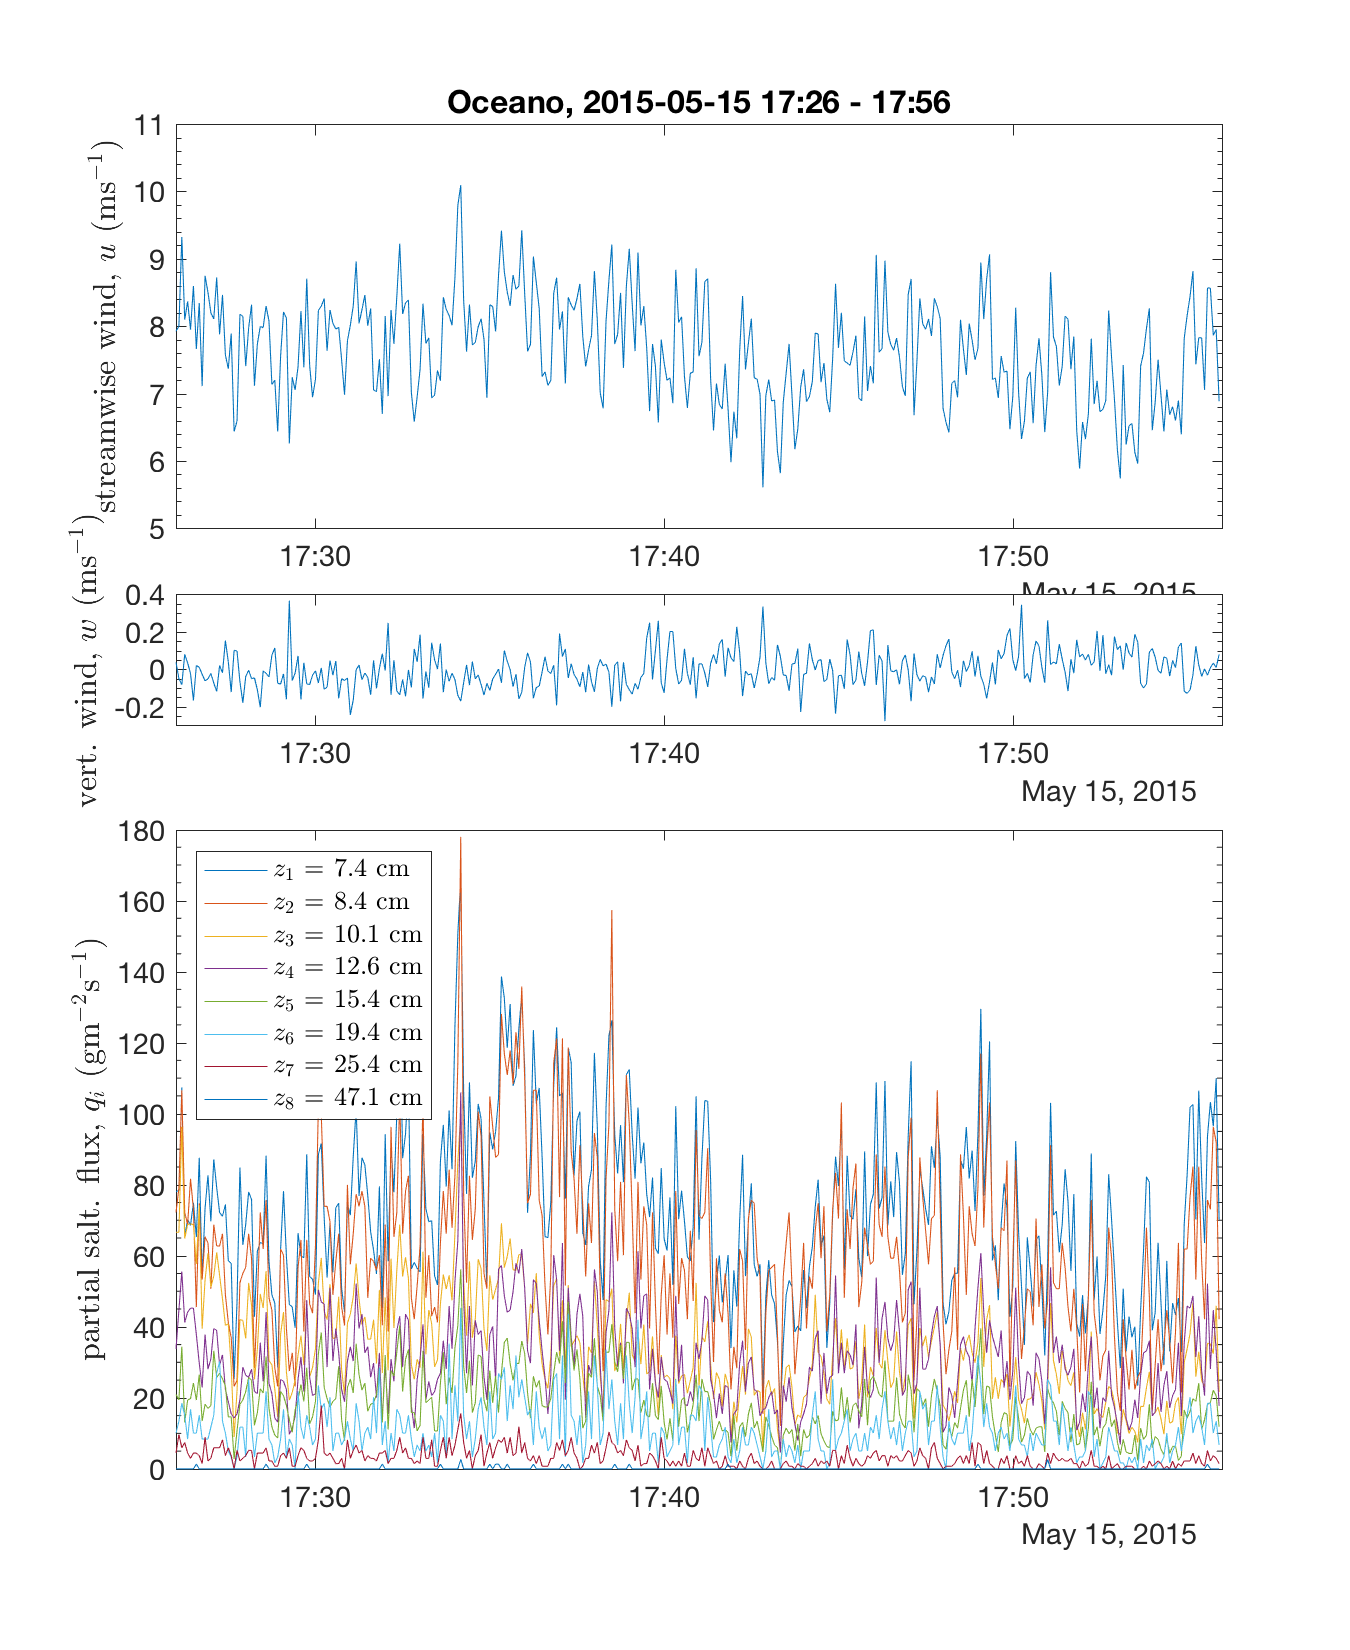 Oceano, 2015-05-15 17:26 - 17:56
streamwise wind, u (ms⁻¹)
11
10
9
8
7
6
5
17:30 17:40 17:50
May 15, 2015
vert. wind, w (ms⁻¹)
0.4
0.2
0
-0.2
17:30 17:40 17:50
May 15, 2015
partial salt. flux, qᵢ (gm⁻²s⁻¹)
180
160
140
120
100
80
60
40
20
0
z₁ = 7.4 cm
z₂ = 8.4 cm
z₃ = 10.1 cm
z₄ = 12.6 cm
z₅ = 15.4 cm
z₆ = 19.4 cm
z₇ = 25.4 cm
z₈ = 47.1 cm
17:30 17:40 17:50
May 15, 2015